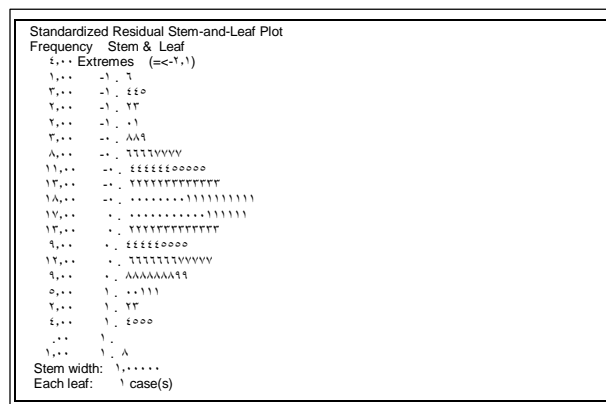 Standardized Residual Stem-and-Leaf Plot
Frequency Stem & Leaf
٤,٠٠ Extremes (=<-٢,١)
١,٠٠ -١ . ٦
٣,٠٠ -١ . ٤٤٥
٢,٠٠ -١ . ٢٣
٢,٠٠ -١ . ٠١
٣,٠٠ -٠ . ٨٨٩
٨,٠٠ -٠ . ٦٦٦٦٧٧٧٧
١١,٠٠ -٠ . ٤٤٤٤٤٤٥٥٥٥٥
١٣,٠٠ -٠ . ٢٢٢٢٢٣٣٣٣٣٣٣٣
١٨,٠٠ -٠ . ٠٠٠٠٠٠٠٠١١١١١١١١١١
١٧,٠٠ ٠ . ٠٠٠٠٠٠٠٠٠٠٠١١١١١١
١٣,٠٠ ٠ . ٢٢٢٢٣٣٣٣٣٣٣٣٣
٩,٠٠ ٠ . ٤٤٤٤٤٥٥٥٥
١٢,٠٠ ٠ . ٦٦٦٦٦٦٦٧٧٧٧٧
٩,٠٠ ٠ . ٨٨٨٨٨٨٨٩٩
٥,٠٠ ١ . ٠٠١١١
٢,٠٠ ١ . ٢٣
٤,٠٠ ١ . ٤٥٥٥
.٠٠ ١ .
١,٠٠ ١ . ٨
Stem width: ١,٠٠٠٠٠
Each leaf: ١ case(s)